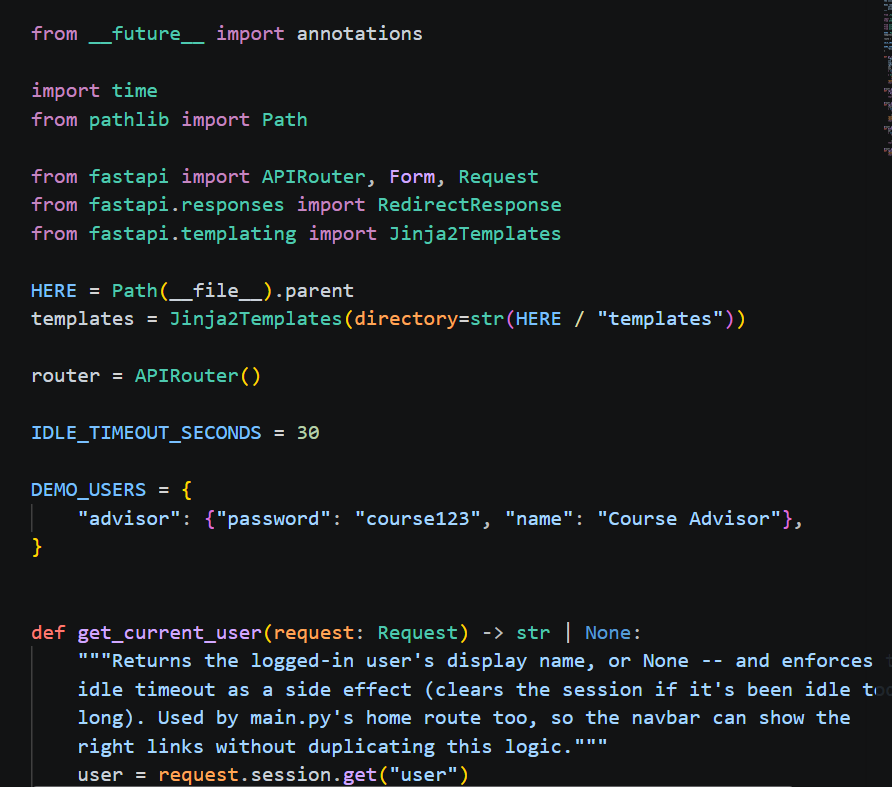 from __future__ import annotations
import time
from pathlib import Path
from fastapi import APIRouter, Form, Request
from fastapi.responses import RedirectResponse
from fastapi.templating import Jinja2Templates
HERE = Path(__file__).parent
templates = Jinja2Templates(directory=str(HERE / "templates"))
router = APIRouter()
IDLE_TIMEOUT_SECONDS = 30
DEMO_USERS = {
    "advisor": {"password": "course123", "name": "Course Advisor"},
}
def get_current_user(request: Request) -> str | None:
    """Returns the logged-in user's display name, or None -- and enforces
    idle timeout as a side effect (clears the session if it's been idle too
    long). Used by main.py's home route too, so the navbar can show the
    right links without duplicating this logic."""
    user = request.session.get("user")